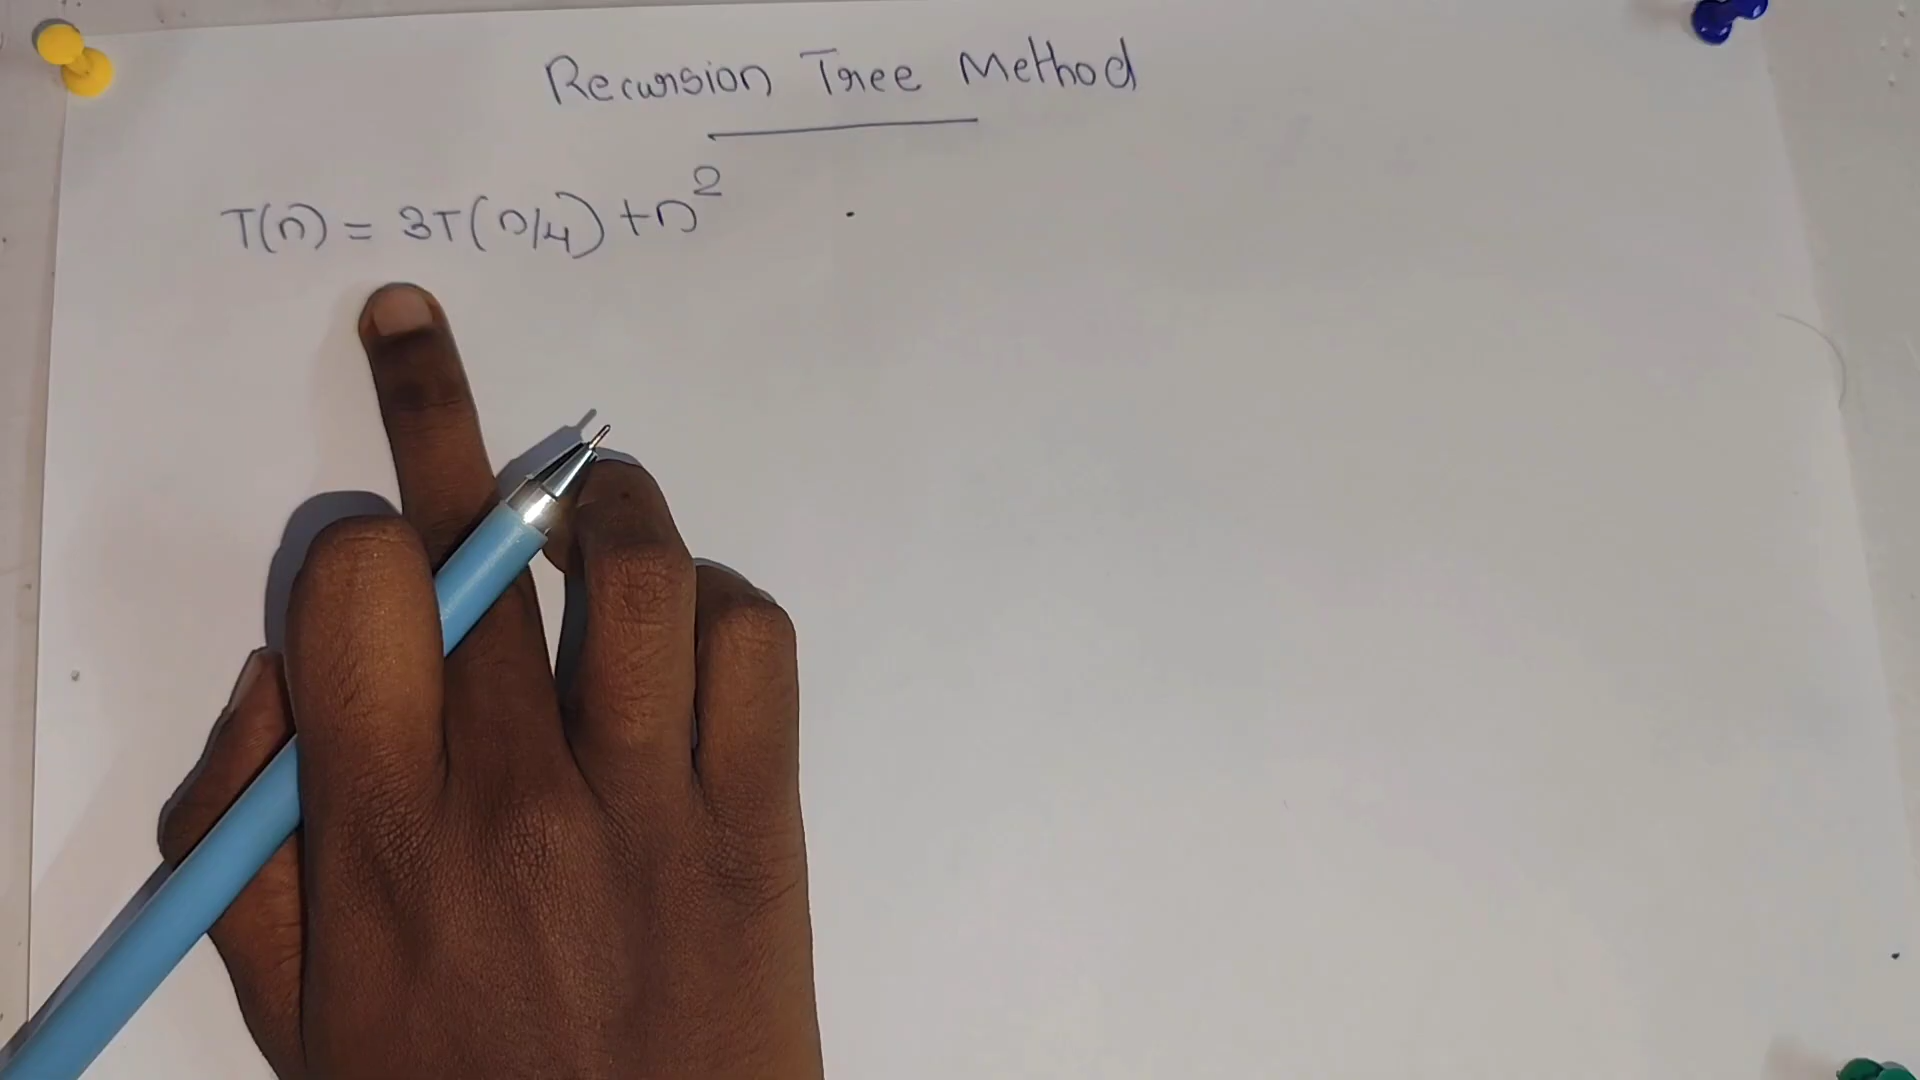 Recursion Tree Method
T(n) = 3T(n/4) + n²